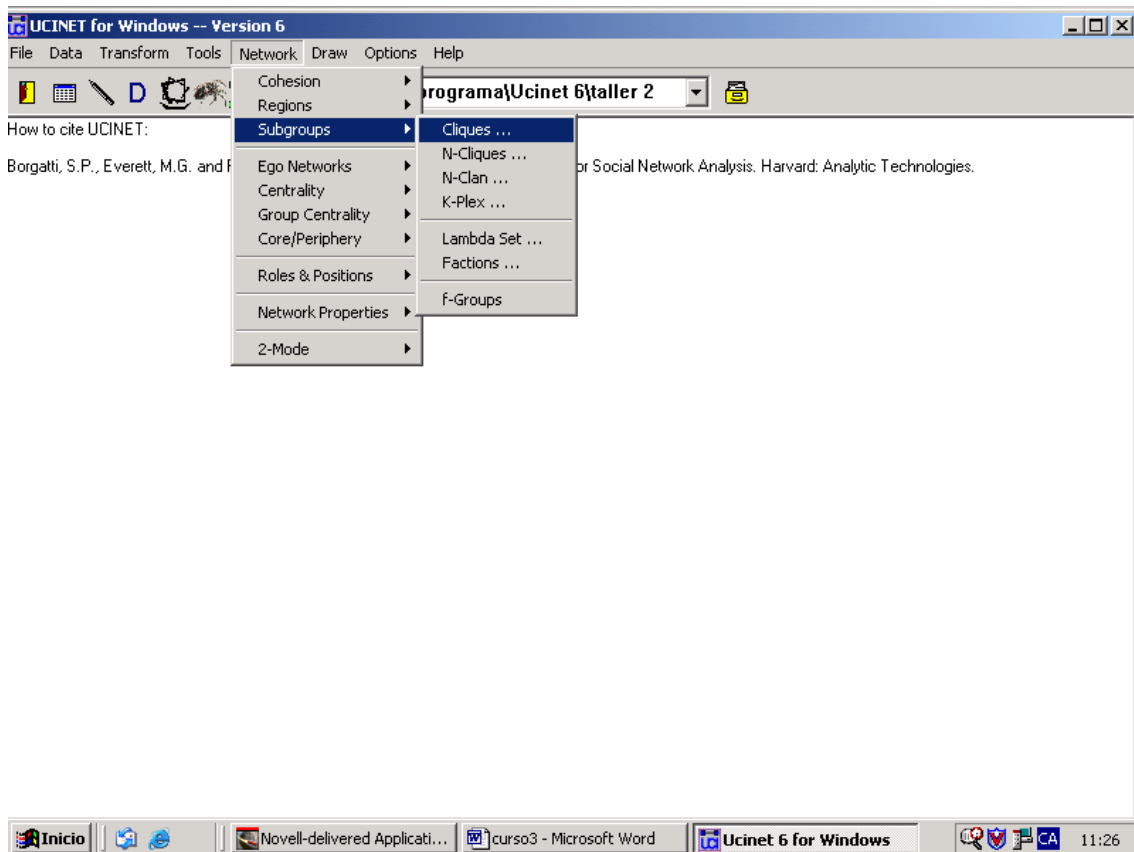 UCINET for Windows -- Version 6
File Data Transform Tools Network Draw Options Help
D
programa\Ucinet 6\taller 2
How to cite UCINET:
Borgatti, S.P., Everett, M.G. and
or Social Network Analysis. Harvard: Analytic Technologies.
Cohesion
Regions
Subgroups
Ego Networks
Centrality
Group Centrality
Core/Periphery
Roles & Positions
Network Properties
2-Mode
Cliques ...
N-Cliques ...
N-Clan ...
K-Plex ...
Lambda Set ...
Factions ...
f-Groups
Inicio
Novell-delivered Applicati...
curso3 - Microsoft Word
Ucinet 6 for Windows
CA
11:26